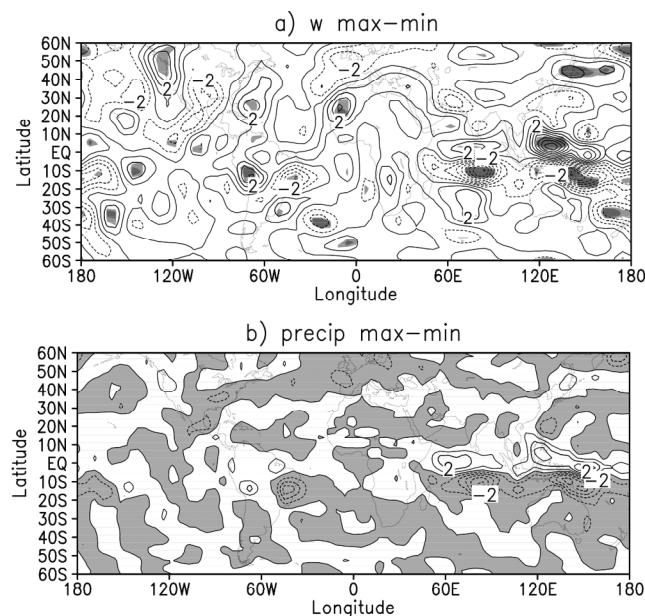 a) w max-min
60N
50N
40N
30N
20N
10N
EQ
10S
20S
30S
40S
50S
60S
Latitude
-2
-2
2
2
2
2
2
-2
-2
2
-2
2
180
120W
60W
0
60E
120E
180
Longitude
b) precip max-min
60N
50N
40N
30N
20N
10N
EQ
10S
20S
30S
40S
50S
60S
Latitude
2
2
-2
-2
180
120W
60W
0
60E
120E
180
Longitude